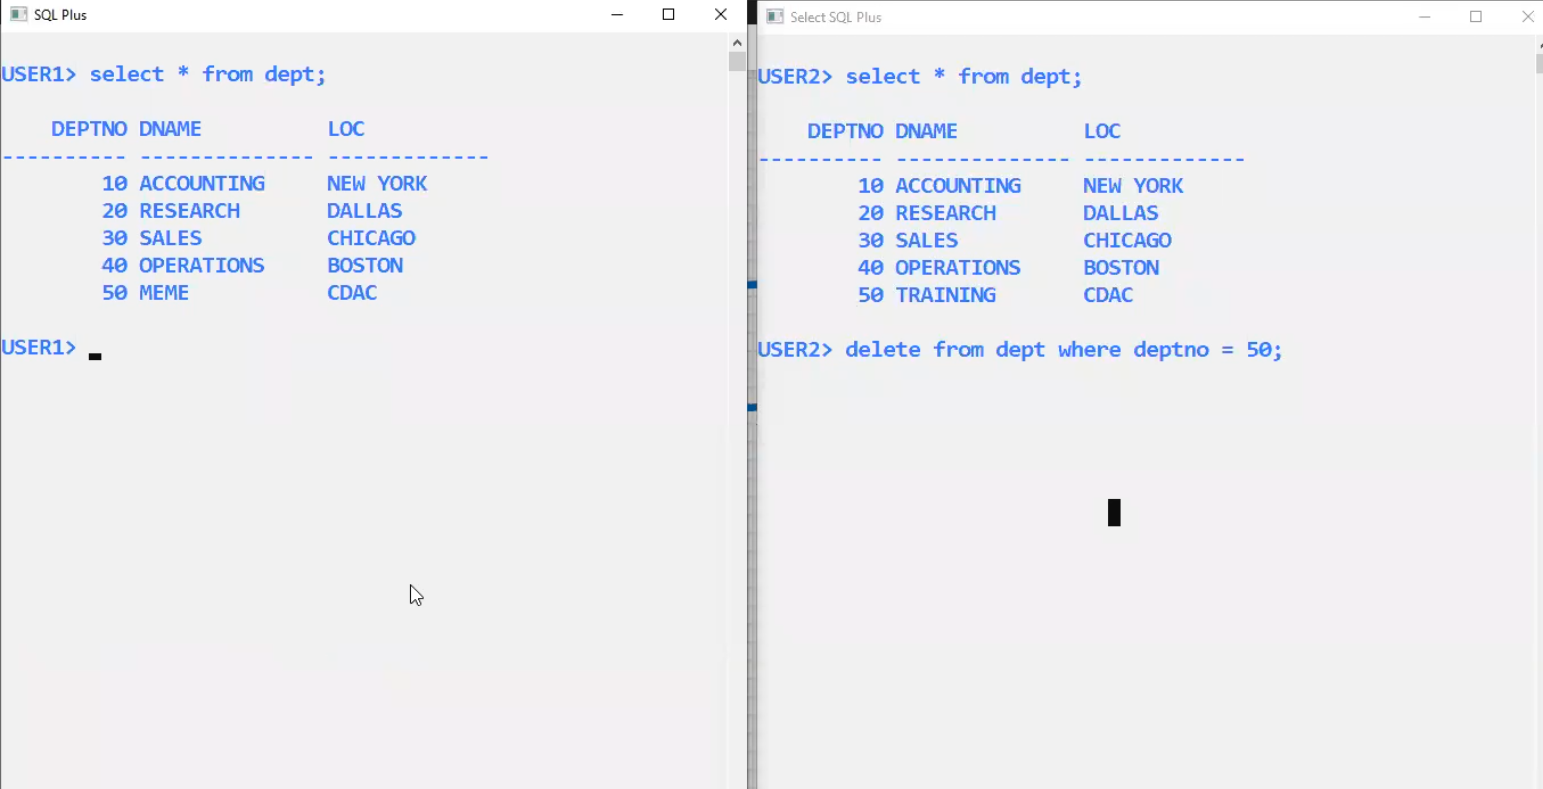 SQL Plus
USER1> select * from dept;
DEPTNO DNAME LOC
---------- -------------- -------------
10 ACCOUNTING NEW YORK
20 RESEARCH DALLAS
30 SALES CHICAGO
40 OPERATIONS BOSTON
50 MEME CDAC
USER1>
Select SQL Plus
USER2> select * from dept;
DEPTNO DNAME LOC
---------- -------------- -------------
10 ACCOUNTING NEW YORK
20 RESEARCH DALLAS
30 SALES CHICAGO
40 OPERATIONS BOSTON
50 TRAINING CDAC
USER2> delete from dept where deptno = 50;